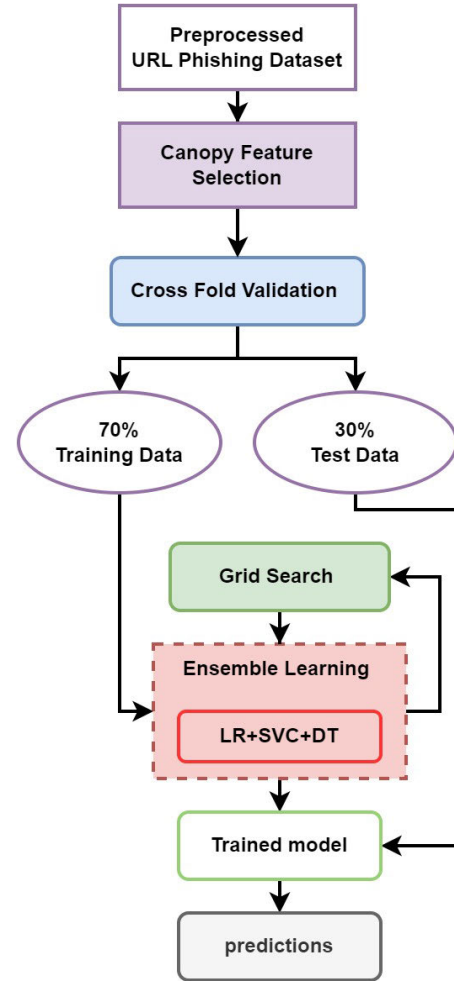 Preprocessed
URL Phishing Dataset
Canopy Feature
Selection
Cross Fold Validation
70%
Training Data
30%
Test Data
Grid Search
Ensemble Learning
LR+SVC+DT
Trained model
predictions